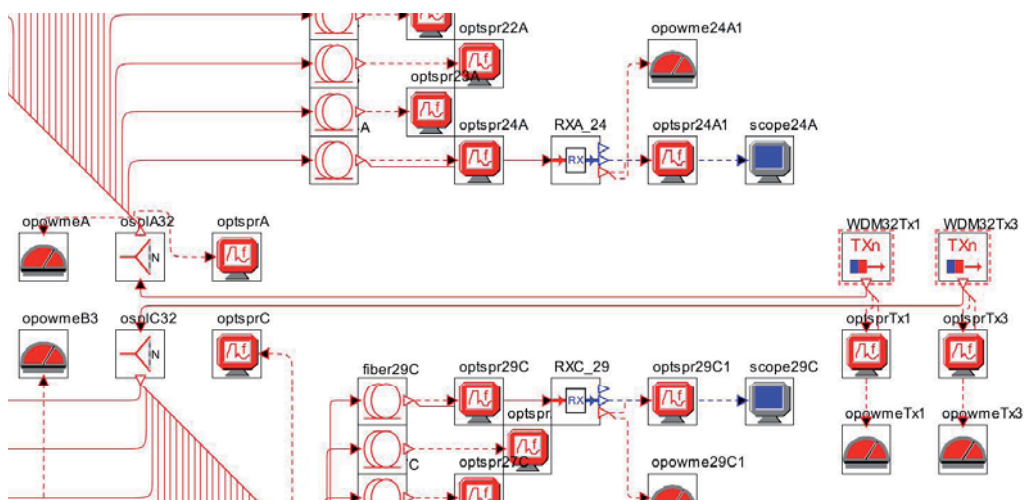 optspr22A
opowme24A1
optspr23A
A
optspr24A
RXA_24
optspr24A1
scope24A
RX
opowmeA
osplA32
optsprA
WDM32Tx1
WDM32Tx3
N
TXn
TXn
opowmeB3
osplC32
optsprC
optsprTx1
optsprTx3
N
fiber29C
optspr29C
RXC_29
optspr29C1
scope29C
RX
optspr
opowmeTx1
opowmeTx3
C
optspr27C
opowme29C1